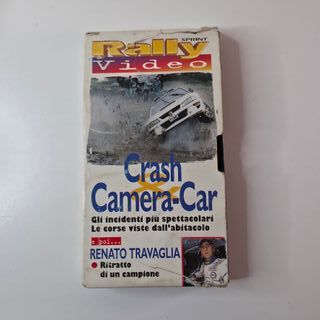 Rally
SPRINT
Video
Crash
&
Camera-Car
Gli incidenti più spettacolari
Le corse viste dall'abitacolo
e poi...
RENATO TRAVAGLIA
● Ritratto
di un campione